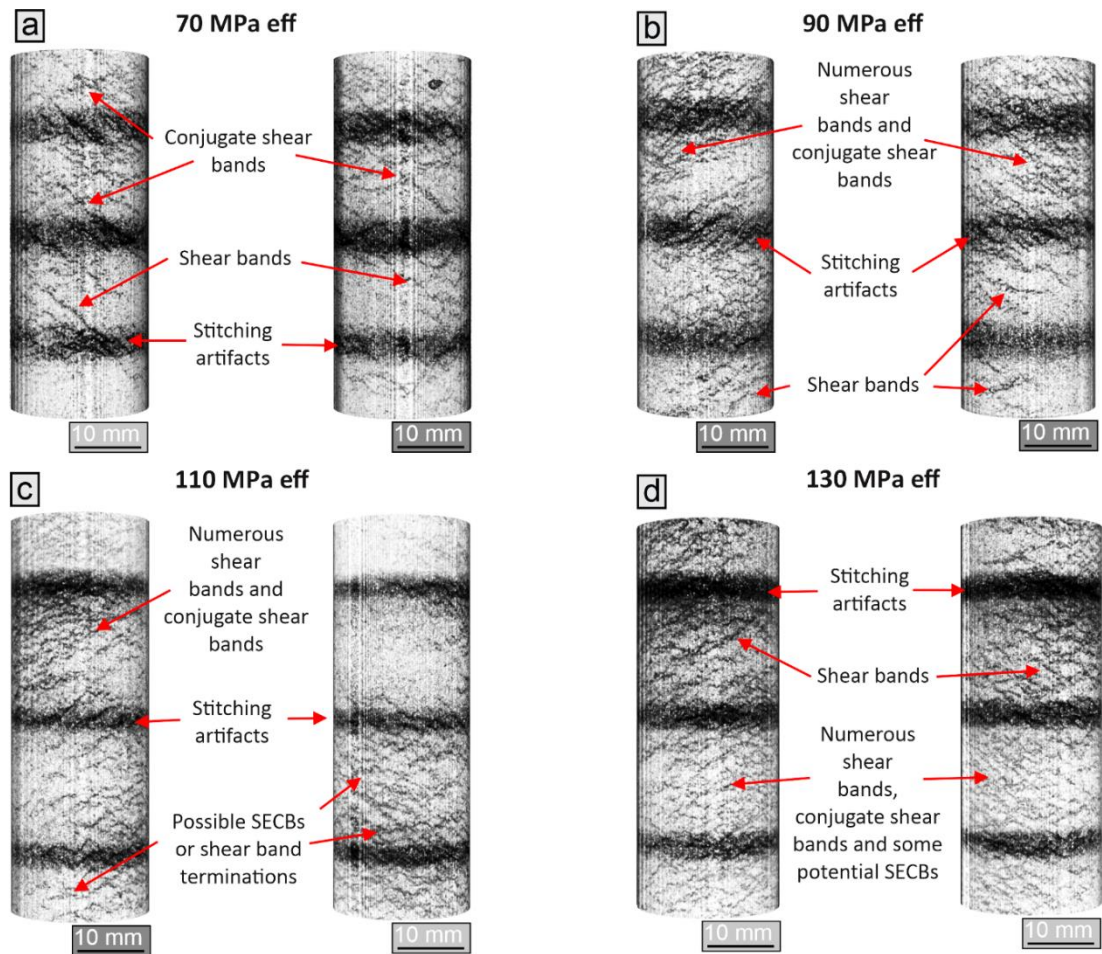 a
70 MPa eff
Conjugate shear
bands
Shear bands
Stitching
artifacts
10 mm
10 mm
b
90 MPa eff
Numerous
shear
bands and
conjugate shear
bands
Stitching
artifacts
Shear bands
10 mm
10 mm
c
110 MPa eff
Numerous
shear
bands and
conjugate shear
bands
Stitching
artifacts
Possible SECBs
or shear band
terminations
10 mm
10 mm
d
130 MPa eff
Stitching
artifacts
Shear bands
Numerous
shear
bands,
conjugate shear
bands and some
potential SECBs
10 mm
10 mm